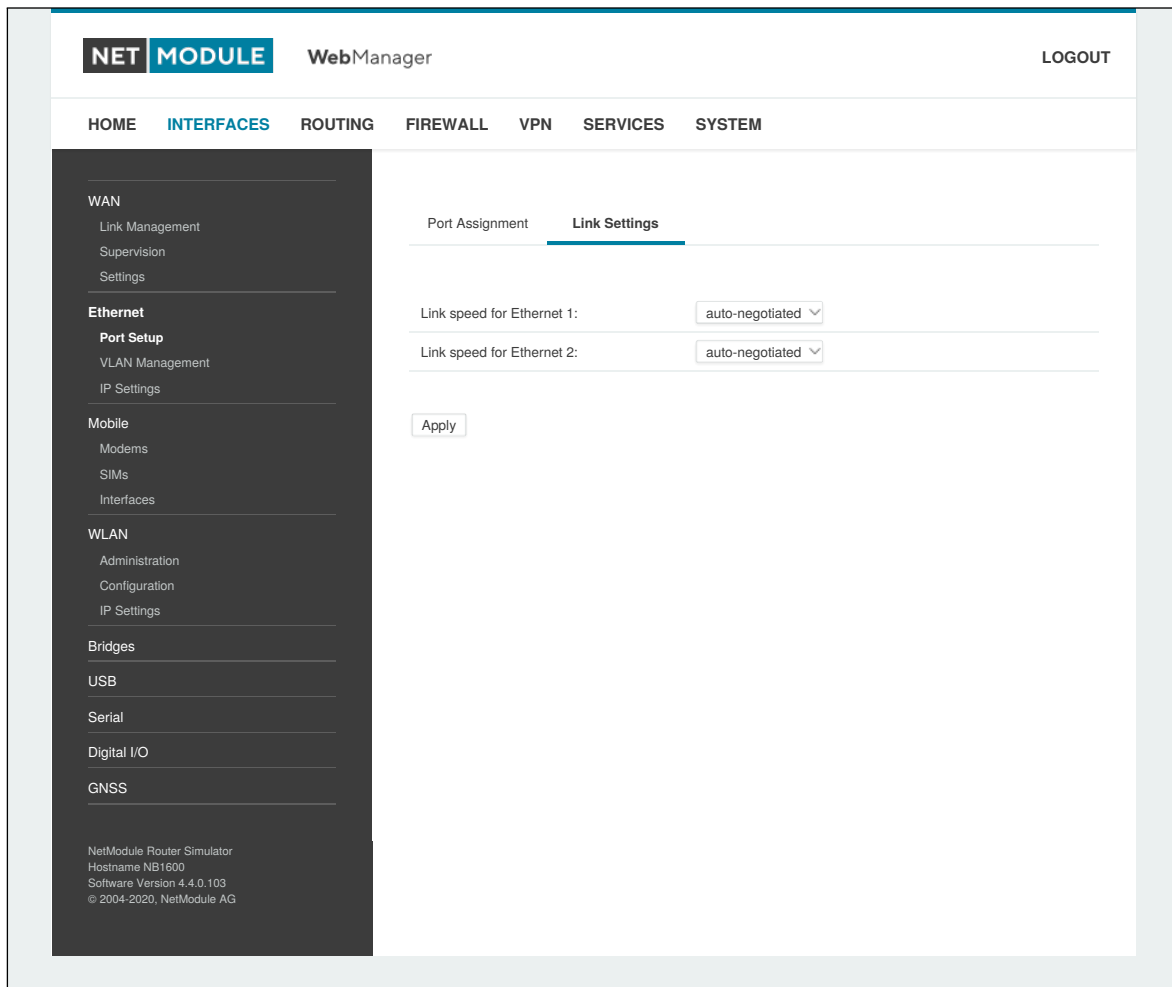 NET MODULE WebManager LOGOUT
HOME INTERFACES ROUTING FIREWALL VPN SERVICES SYSTEM
WAN
Link Management
Supervision
Settings
Ethernet
Port Setup
VLAN Management
IP Settings
Mobile
Modems
SIMs
Interfaces
WLAN
Administration
Configuration
IP Settings
Bridges
USB
Serial
Digital I/O
GNSS
NetModule Router Simulator
Hostname NB1600
Software Version 4.4.0.103
© 2004-2020, NetModule AG
Port Assignment Link Settings
Link speed for Ethernet 1: auto-negotiated
Link speed for Ethernet 2: auto-negotiated
Apply